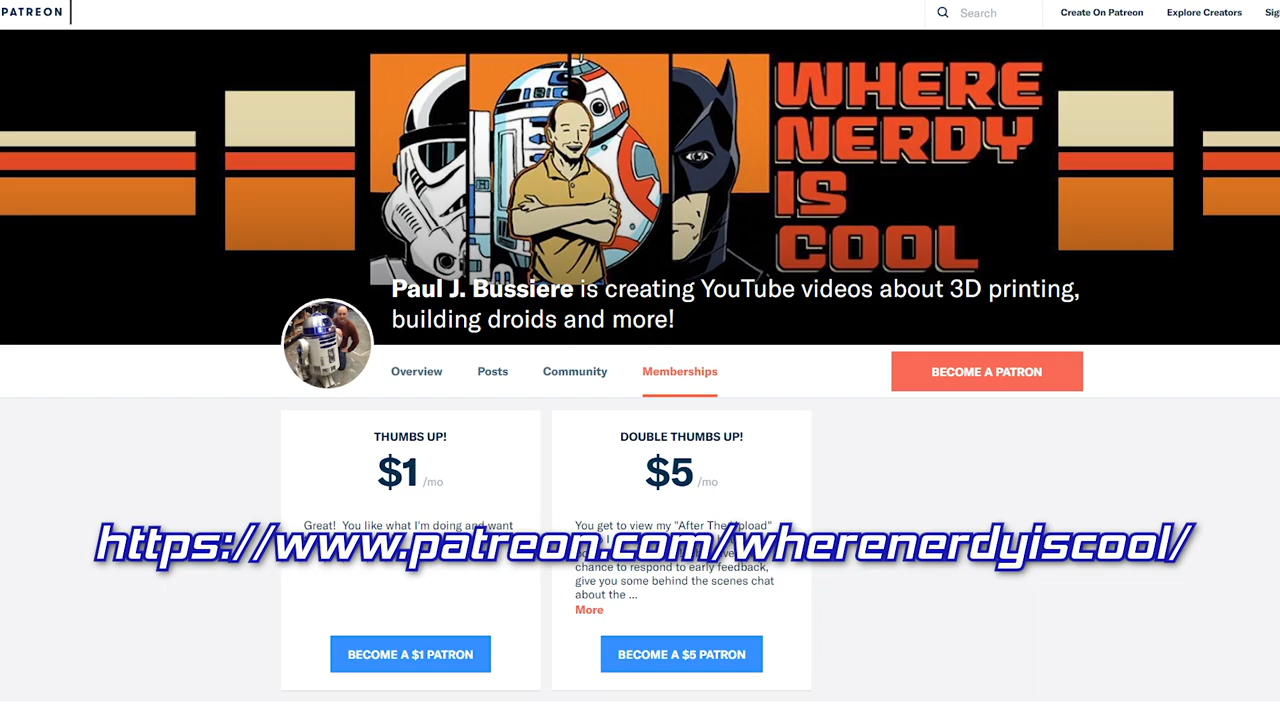 PATREON
Search
Create On Patreon
Explore Creators
WHERE
NERDY
IS
COOL
Paul J. Bussiere is creating YouTube videos about 3D printing,
building droids and more!
Overview
Posts
Community
Memberships
BECOME A PATRON
THUMBS UP!
$1 /mo
Great! You like what I'm doing and want
BECOME A $1 PATRON
DOUBLE THUMBS UP!
$5 /mo
You get to view my "After The Upload"
chance to respond to early feedback,
give you some behind the scenes chat
about the ...
More
BECOME A $5 PATRON
https://www.patreon.com/wherenerdyiscool/